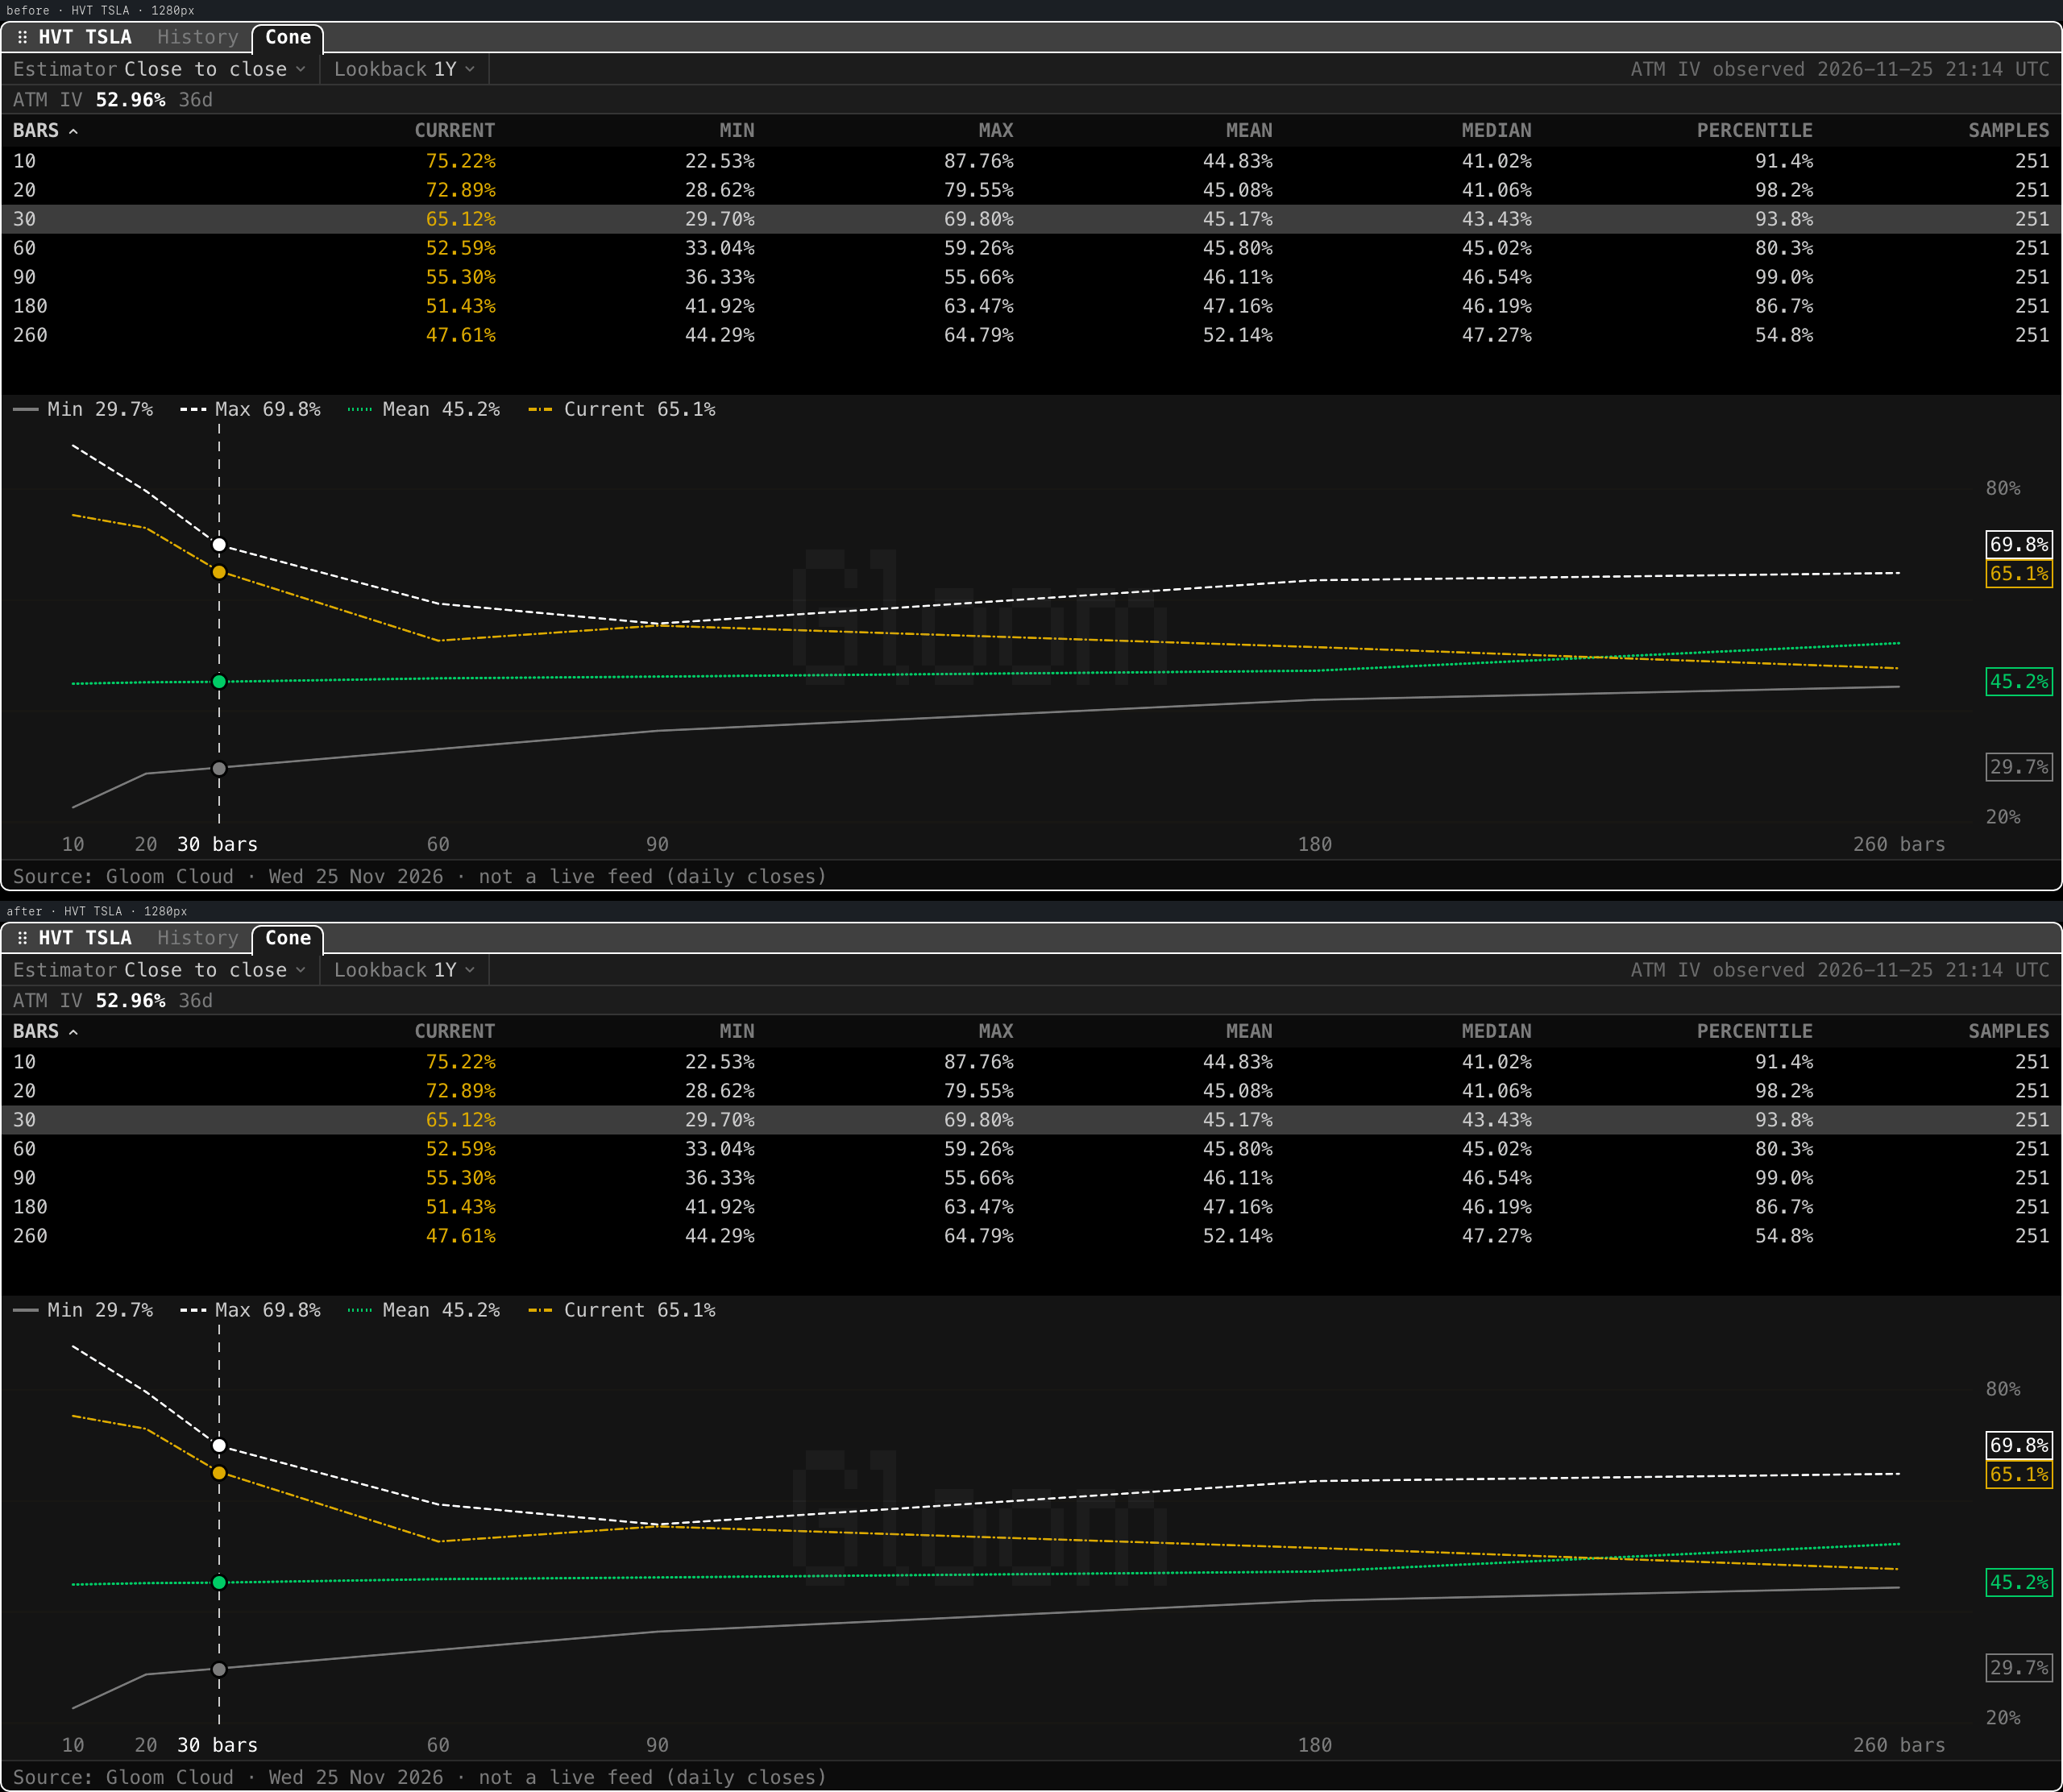 before · HVT TSLA · 1280px
HVT TSLA History Cone
Estimator Close to close Lookback 1Y ATM IV observed 2026-11-25 21:14 UTC
ATM IV 52.96% 36d
BARS CURRENT MIN MAX MEAN MEDIAN PERCENTILE SAMPLES
10 75.22% 22.53% 87.76% 44.83% 41.02% 91.4% 251
20 72.89% 28.62% 79.55% 45.08% 41.06% 98.2% 251
30 65.12% 29.70% 69.80% 45.17% 43.43% 93.8% 251
60 52.59% 33.04% 59.26% 45.80% 45.02% 80.3% 251
90 55.30% 36.33% 55.66% 46.11% 46.54% 99.0% 251
180 51.43% 41.92% 63.47% 47.16% 46.19% 86.7% 251
260 47.61% 44.29% 64.79% 52.14% 47.27% 54.8% 251
Min 29.7% Max 69.8% Mean 45.2% Current 65.1%
80%
69.8%
65.1%
Gloom
45.2%
29.7%
20%
10 20 30 bars 60 90 180 260 bars
Source: Gloom Cloud · Wed 25 Nov 2026 · not a live feed (daily closes)
after · HVT TSLA · 1280px
HVT TSLA History Cone
Estimator Close to close Lookback 1Y ATM IV observed 2026-11-25 21:14 UTC
ATM IV 52.96% 36d
BARS CURRENT MIN MAX MEAN MEDIAN PERCENTILE SAMPLES
10 75.22% 22.53% 87.76% 44.83% 41.02% 91.4% 251
20 72.89% 28.62% 79.55% 45.08% 41.06% 98.2% 251
30 65.12% 29.70% 69.80% 45.17% 43.43% 93.8% 251
60 52.59% 33.04% 59.26% 45.80% 45.02% 80.3% 251
90 55.30% 36.33% 55.66% 46.11% 46.54% 99.0% 251
180 51.43% 41.92% 63.47% 47.16% 46.19% 86.7% 251
260 47.61% 44.29% 64.79% 52.14% 47.27% 54.8% 251
Min 29.7% Max 69.8% Mean 45.2% Current 65.1%
80%
69.8%
65.1%
Gloom
45.2%
29.7%
20%
10 20 30 bars 60 90 180 260 bars
Source: Gloom Cloud · Wed 25 Nov 2026 · not a live feed (daily closes)